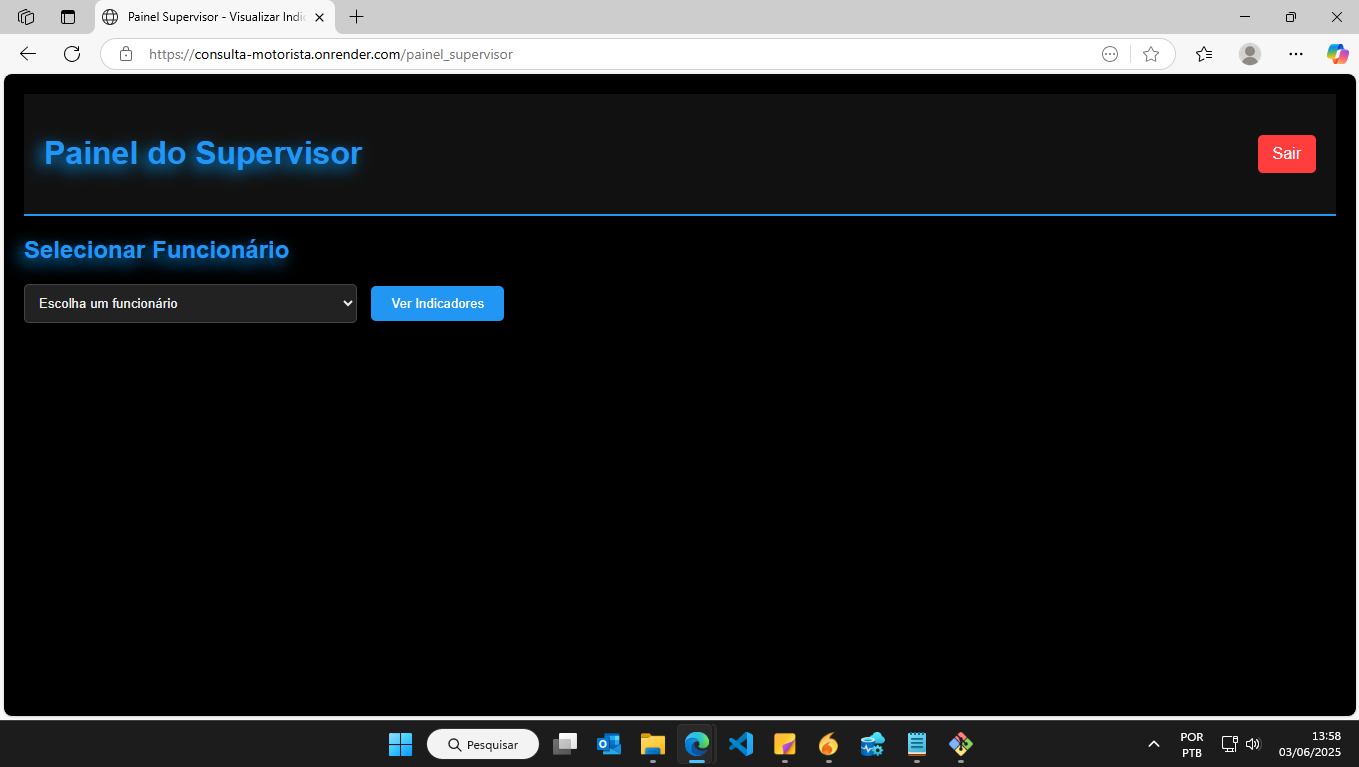 Painel Supervisor - Visualizar Indi
https://consulta-motorista.onrender.com/painel_supervisor
Painel do Supervisor
Sair
Selecionar Funcionário
Escolha um funcionário
Ver Indicadores
Pesquisar
POR
PTB
13:58
03/06/2025